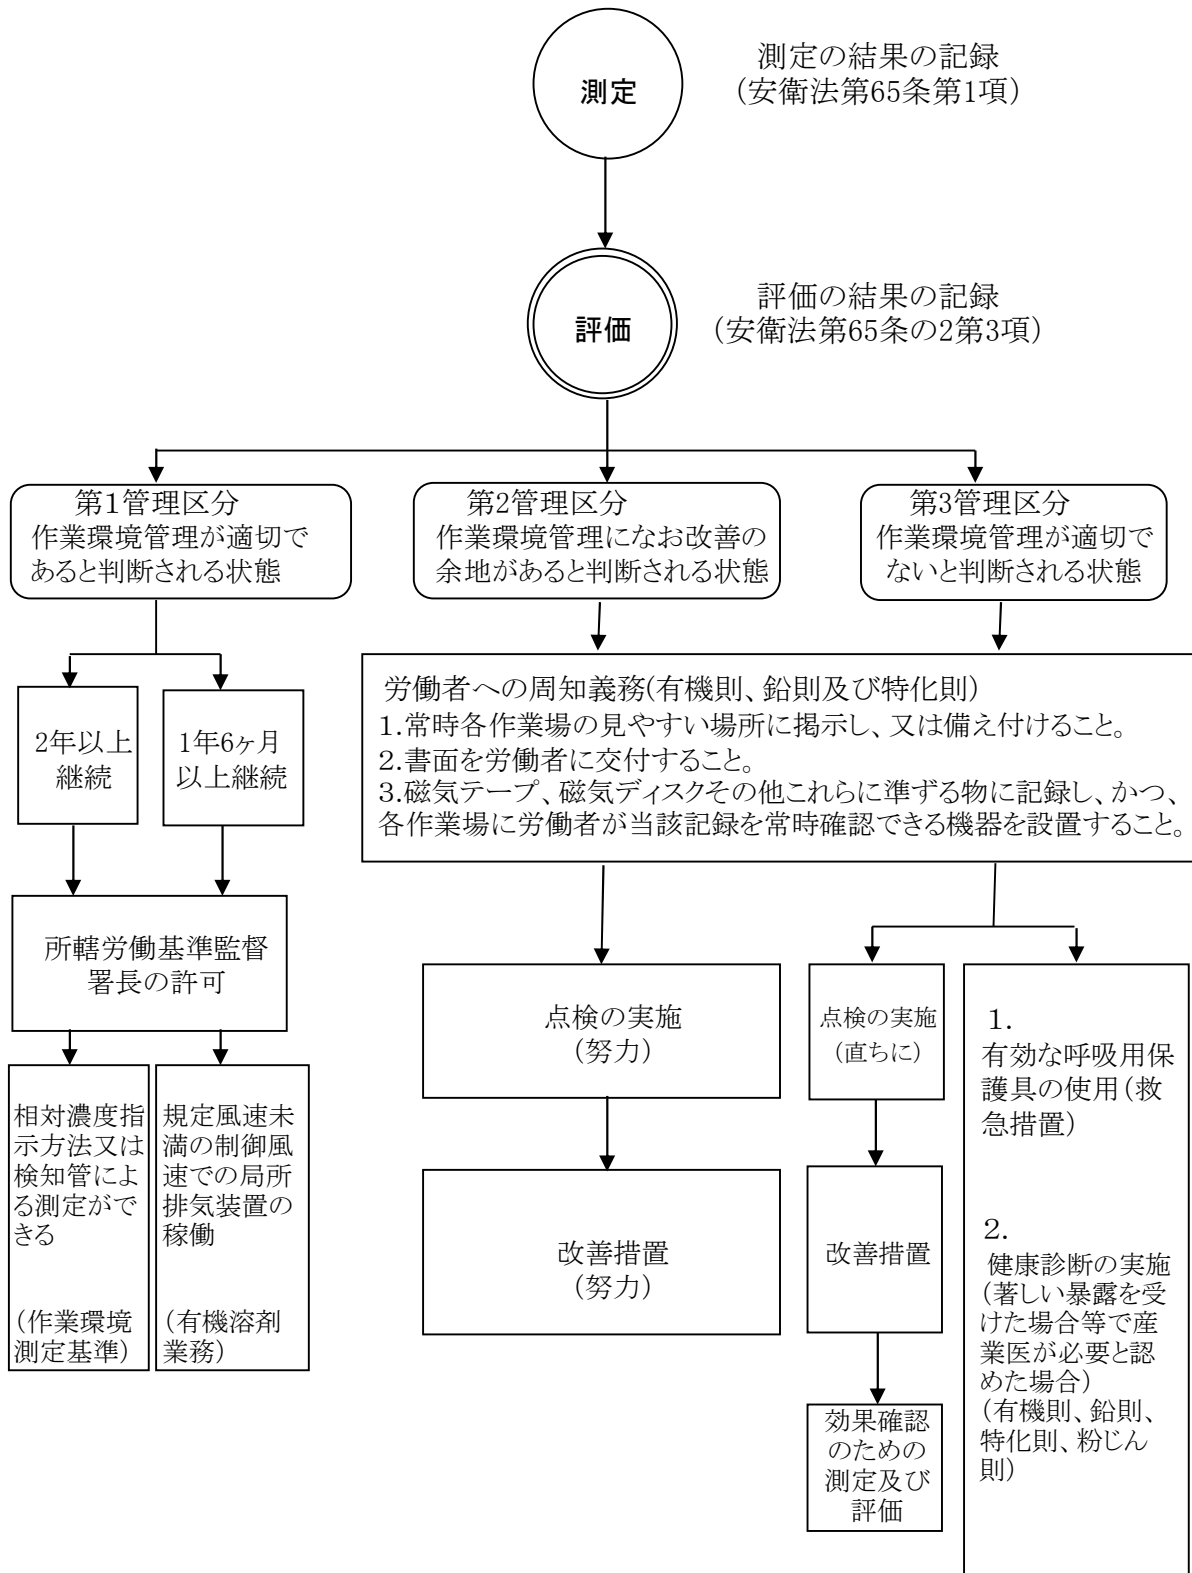 測定
測定の結果の記録
(安衛法第65条第1項)
評価
評価の結果の記録
(安衛法第65条の2第3項)
第1管理区分
作業環境管理が適切で
あると判断される状態
第2管理区分
作業環境管理になお改善の
余地があると判断される状態
第3管理区分
作業環境管理が適切で
ないと判断される状態
2年以上
継続
1年6ヶ月
以上継続
労働者への周知義務(有機則、鉛則及び特化則)
1.常時各作業場の見やすい場所に掲示し、又は備え付けること。
2.書面を労働者に交付すること。
3.磁気テープ、磁気ディスクその他これらに準ずる物に記録し、かつ、
各作業場に労働者が当該記録を常時確認できる機器を設置すること。
所轄労働基準監督
署長の許可
相対濃度指
示方法又は
検知管によ
る測定がで
きる
(作業環境
測定基準)
規定風速未
満の制御風
速での局所
排気装置の
稼働
(有機溶剤
業務)
点検の実施
(努力)
改善措置
(努力)
点検の実施
(直ちに)
改善措置
効果確認
のための
測定及び
評価
1.
有効な呼吸用保
護具の使用(救
急措置)
2.
健康診断の実施
(著しい暴露を受
けた場合等で産
業医が必要と認
めた場合)
(有機則、鉛則、
特化則、粉じん
則)